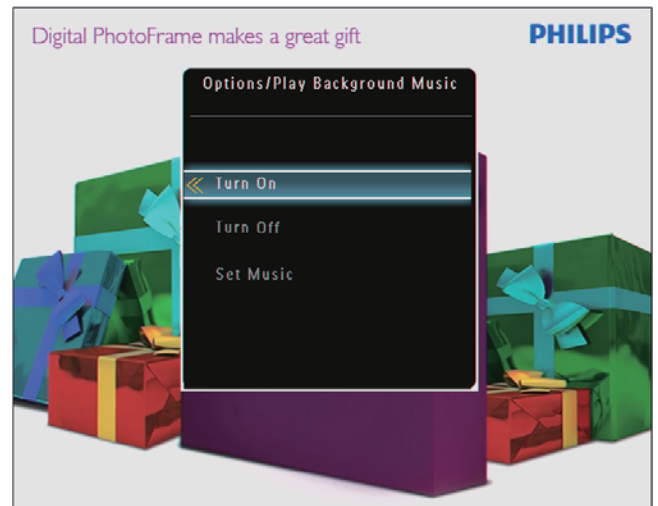 Digital PhotoFrame makes a great gift
PHILIPS
Options/Play Background Music
Turn On
Turn Off
Set Music